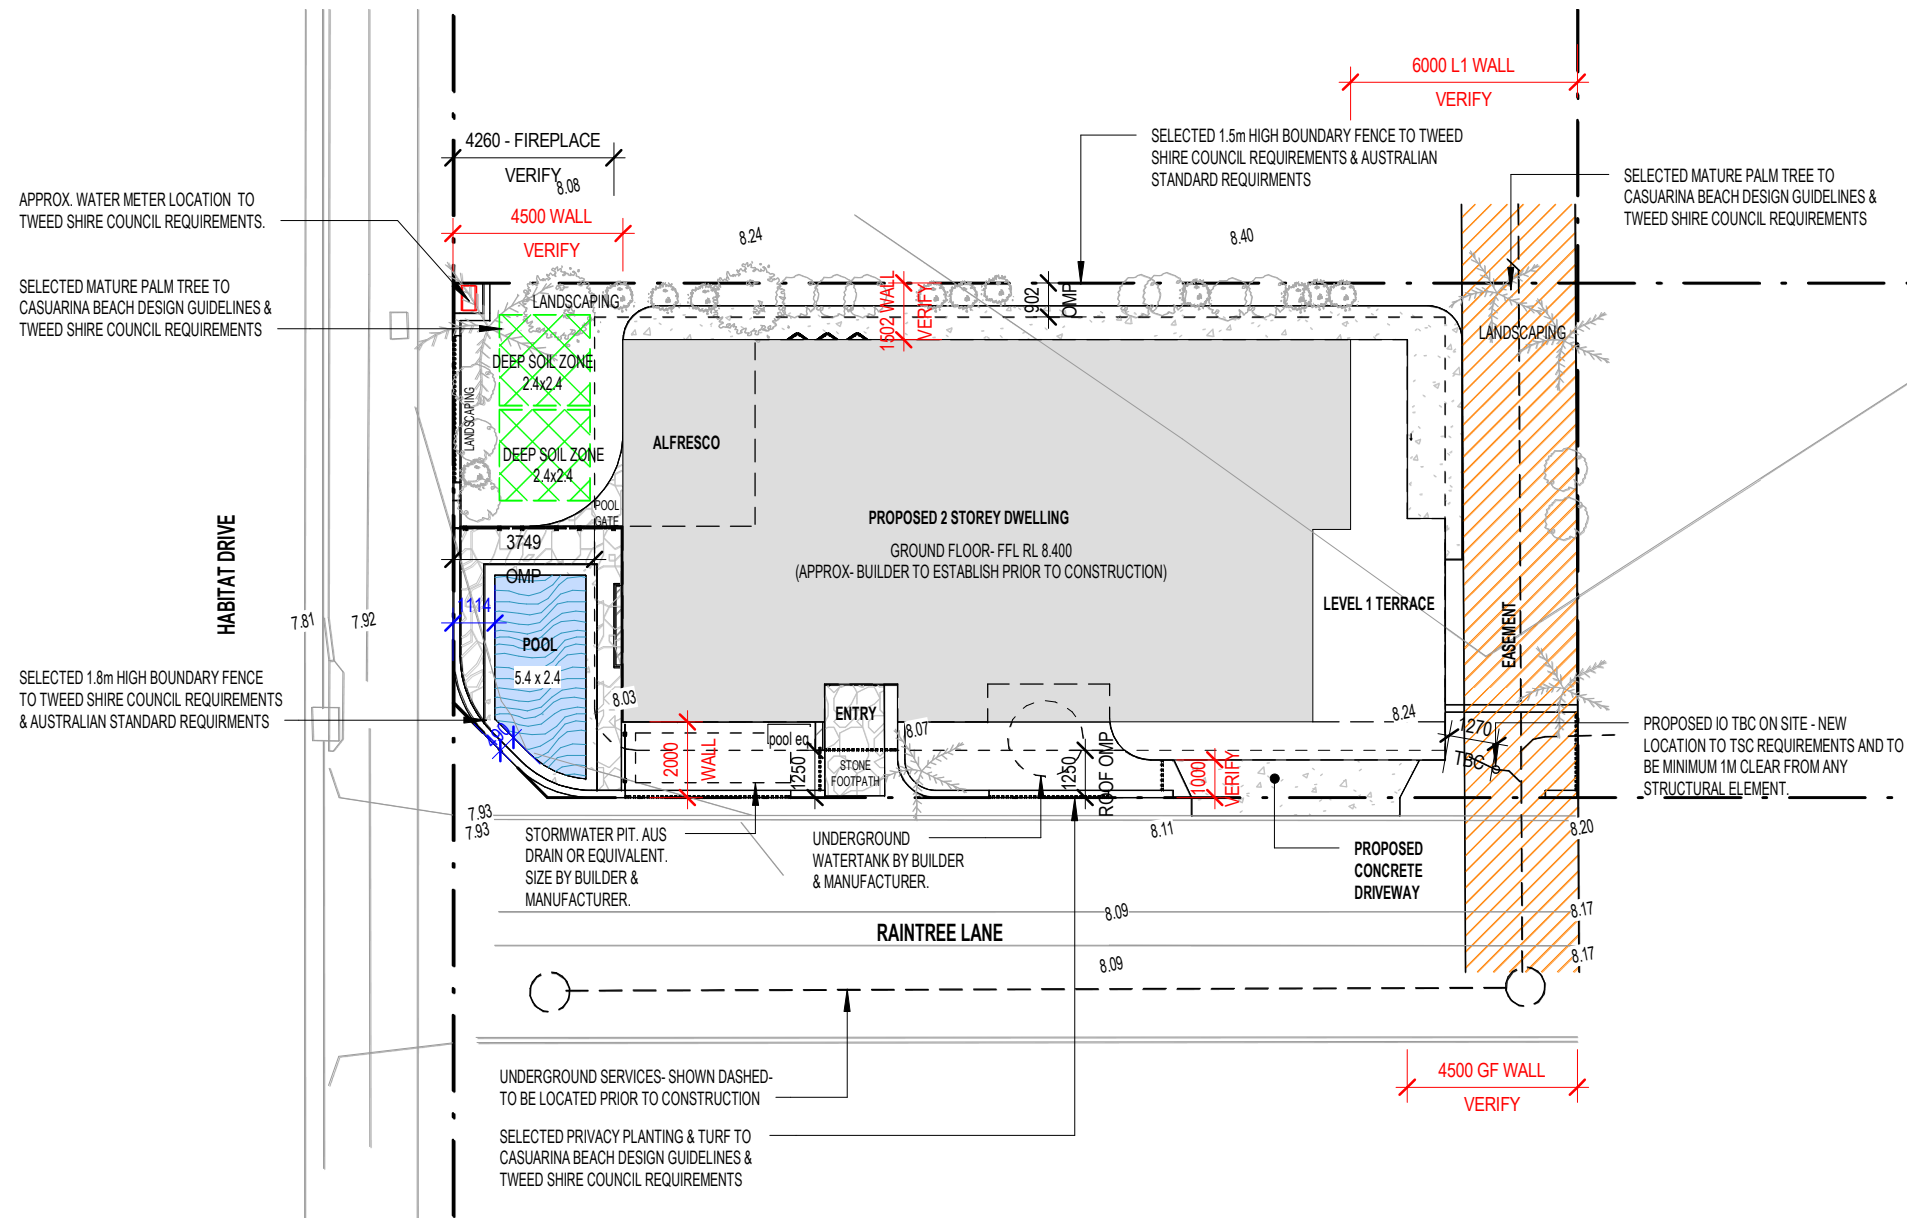 6000 L1 WALL
VERIFY
4260 - FIREPLACE
VERIFY
8.08
SELECTED 1.5m HIGH BOUNDARY FENCE TO TWEED
SHIRE COUNCIL REQUIREMENTS & AUSTRALIAN
STANDARD REQUIRMENTS
SELECTED MATURE PALM TREE TO
CASUARINA BEACH DESIGN GUIDELINES &
TWEED SHIRE COUNCIL REQUIREMENTS
APPROX. WATER METER LOCATION TO
TWEED SHIRE COUNCIL REQUIREMENTS.
4500 WALL
VERIFY
8.24
8.40
SELECTED MATURE PALM TREE TO
CASUARINA BEACH DESIGN GUIDELINES &
TWEED SHIRE COUNCIL REQUIREMENTS
LANDSCAPING
1502 WALL
VERIFY
902
OMP
LANDSCAPING
DEEP SOIL ZONE
2.4x2.4
LANDSCAPING
DEEP SOIL ZONE
2.4x2.4
ALFRESCO
POOL
GATE
PROPOSED 2 STOREY DWELLING
GROUND FLOOR- FFL RL 8.400
(APPROX- BUILDER TO ESTABLISH PRIOR TO CONSTRUCTION)
HABITAT DRIVE
3749
OMP
1114
7.81
7.92
POOL
5.4 x 2.4
LEVEL 1 TERRACE
EASEMENT
SELECTED 1.8m HIGH BOUNDARY FENCE
TO TWEED SHIRE COUNCIL REQUIREMENTS
& AUSTRALIAN STANDARD REQUIRMENTS
8.03
ENTRY
8.07
8.24
1270
TBC
PROPOSED IO TBC ON SITE - NEW
LOCATION TO TSC REQUIREMENTS AND TO
BE MINIMUM 1M CLEAR FROM ANY
STRUCTURAL ELEMENT.
2000
WALL
pool eq
1250
STONE
FOOTPATH
1250
ROOF OMP
1000
VERIFY
7.93
7.93
8.11
8.20
STORMWATER PIT. AUS
DRAIN OR EQUIVALENT.
SIZE BY BUILDER &
MANUFACTURER.
UNDERGROUND
WATERTANK BY BUILDER
& MANUFACTURER.
PROPOSED
CONCRETE
DRIVEWAY
8.09
8.17
RAINTREE LANE
8.09
8.17
UNDERGROUND SERVICES- SHOWN DASHED-
TO BE LOCATED PRIOR TO CONSTRUCTION
4500 GF WALL
VERIFY
SELECTED PRIVACY PLANTING & TURF TO
CASUARINA BEACH DESIGN GUIDELINES &
TWEED SHIRE COUNCIL REQUIREMENTS